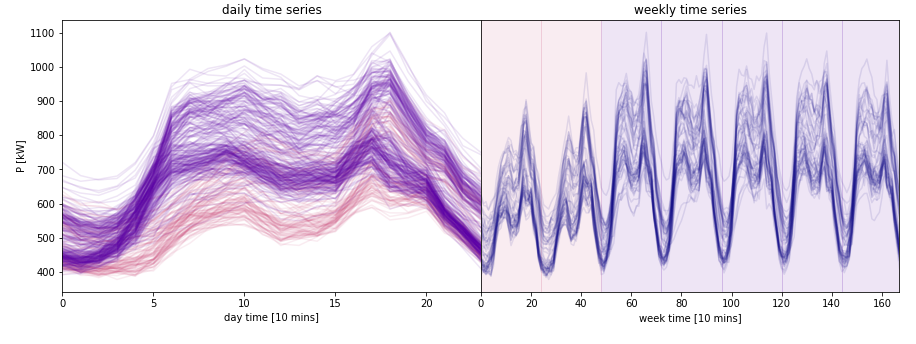 daily time series
weekly time series
1100
1000
900
800
700
600
500
400
P [kW]
0 5 10 15 20
0 20 40 60 80 100 120 140 160
day time [10 mins]
week time [10 mins]